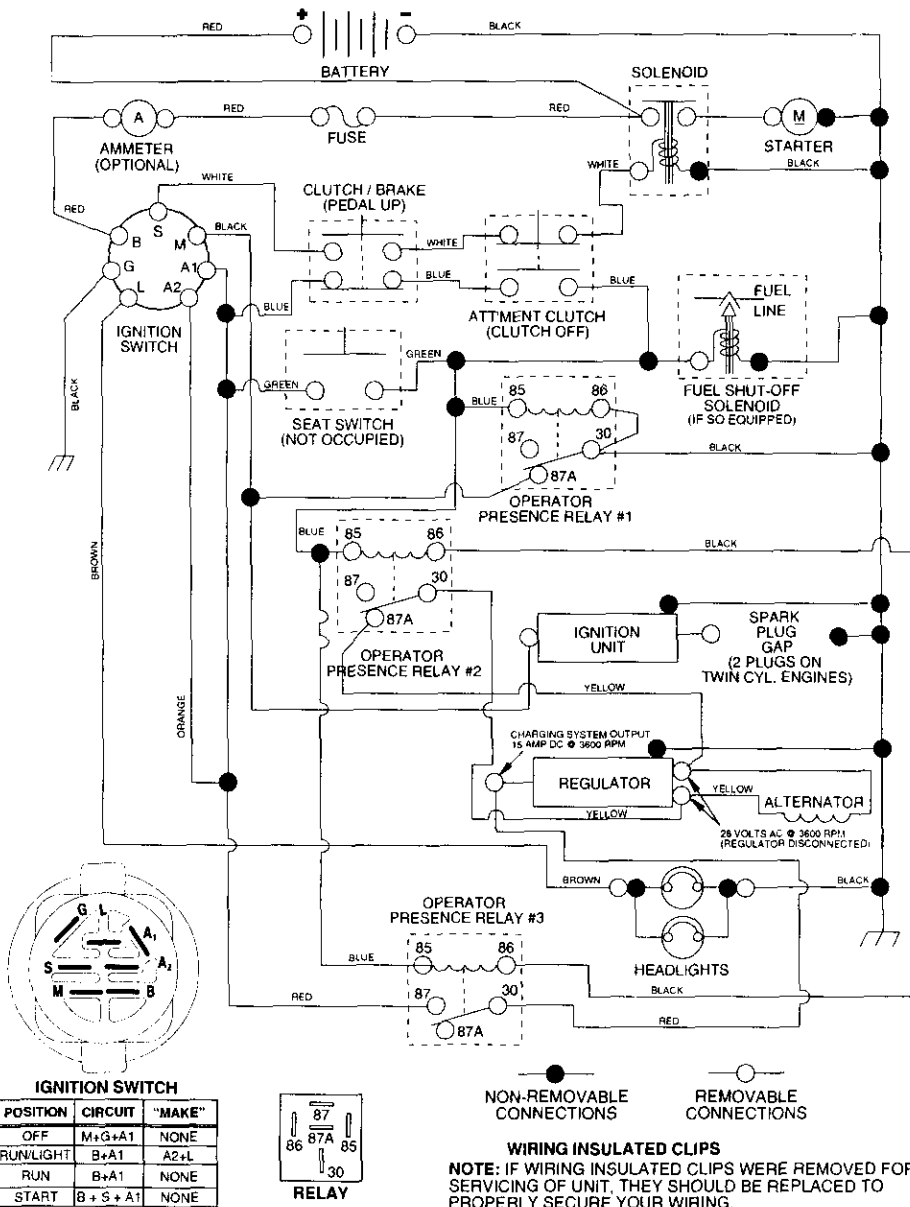 +
-
RED
BLACK
BATTERY
SOLENOID
A
RED
RED
M
AMMETER
(OPTIONAL)
FUSE
STARTER
BLACK
WHITE
WHITE
CLUTCH / BRAKE
(PEDAL UP)
RED
S
BLACK
B
M
WHITE
G
A1
L
A2
BLUE
BLUE
BLUE
FUEL
LINE
IGNITION
SWITCH
ATT'MENT CLUTCH
(CLUTCH OFF)
GREEN
GREEN
BLACK
SEAT SWITCH
(NOT OCCUPIED)
FUEL SHUT-OFF
SOLENOID
(IF SO EQUIPPED)
BLUE
85
86
87
30
BLACK
87A
OPERATOR
PRESENCE RELAY #1
BLUE
85
86
BLACK
BROWN
87
30
87A
IGNITION
UNIT
SPARK
PLUG
GAP
(2 PLUGS ON
TWIN CYL. ENGINES)
OPERATOR
PRESENCE RELAY #2
YELLOW
ORANGE
CHARGING SYSTEM OUTPUT
15 AMP DC @ 3600 RPM
REGULATOR
YELLOW
ALTERNATOR
YELLOW
28 VOLTS AC @ 3600 RPM
(REGULATOR DISCONNECTED)
BROWN
BLACK
OPERATOR
PRESENCE RELAY #3
HEADLIGHTS
G
L
A1
S
A2
M
B
BLUE
85
86
BLACK
RED
87
30
87A
RED
IGNITION SWITCH
NON-REMOVABLE
CONNECTIONS
REMOVABLE
CONNECTIONS
POSITION CIRCUIT "MAKE"
OFF M+G+A1 NONE
RUN/LIGHT B+A1 A2+L
RUN B+A1 NONE
START B + S + A1 NONE
87
86 87A 85
30
RELAY
WIRING INSULATED CLIPS
NOTE: IF WIRING INSULATED CLIPS WERE REMOVED FOR
SERVICING OF UNIT, THEY SHOULD BE REPLACED TO
PROPERLY SECURE YOUR WIRING.